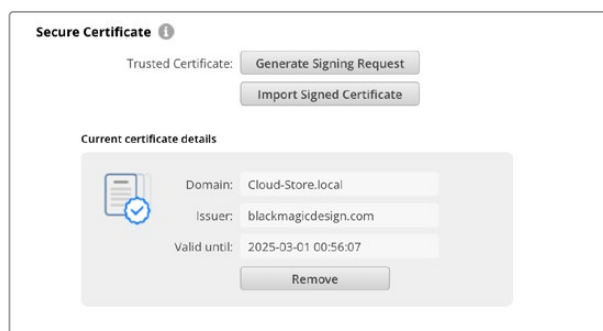 Secure Certificate
Trusted Certificate: Generate Signing Request
Import Signed Certificate
Current certificate details
Domain: Cloud-Store.local
Issuer: blackmagicdesign.com
Valid until: 2025-03-01 00:56:07
Remove